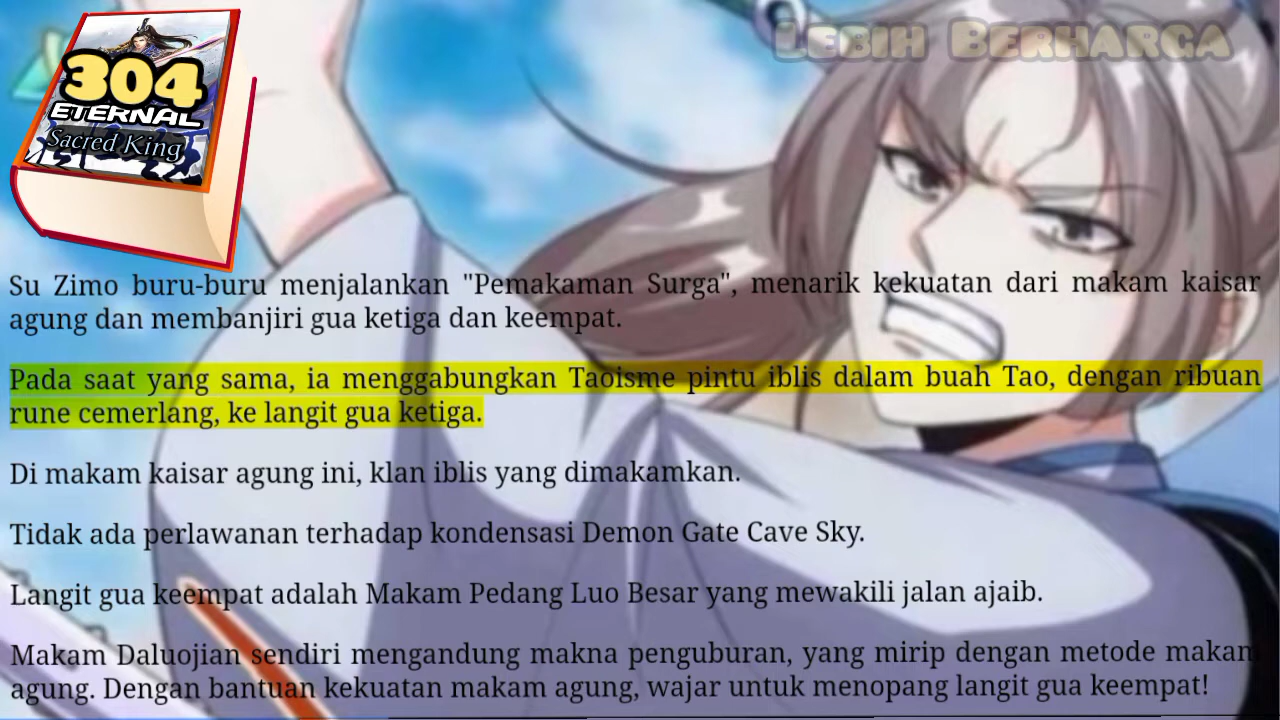 Lebih Berharga
304
ETERNAL
Sacred King
Su Zimo buru-buru menjalankan "Pemakaman Surga", menarik kekuatan dari makam kaisar
agung dan membanjiri gua ketiga dan keempat.
Pada saat yang sama, ia menggabungkan Taoisme pintu iblis dalam buah Tao, dengan ribuan
rune cemerlang, ke langit gua ketiga.
Di makam kaisar agung ini, klan iblis yang dimakamkan.
Tidak ada perlawanan terhadap kondensasi Demon Gate Cave Sky.
Langit gua keempat adalah Makam Pedang Luo Besar yang mewakili jalan ajaib.
Makam Daluojian sendiri mengandung makna penguburan, yang mirip dengan metode makam
agung. Dengan bantuan kekuatan makam agung, wajar untuk menopang langit gua keempat!